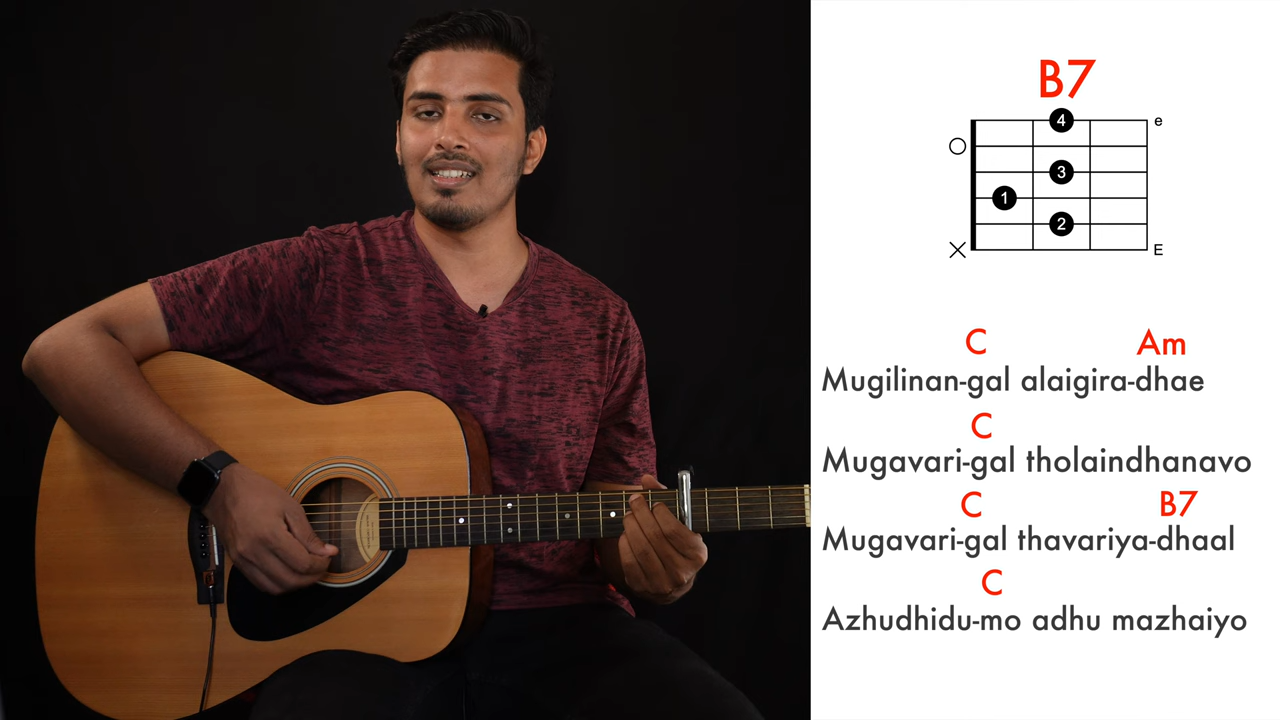 B7
4 e
3
1
2
X E
C Am
Mugilinan-gal alaigira-dhae
C
Mugavari-gal tholaindhanavo
C B7
Mugavari-gal thavariya-dhaal
C
Azhudhidu-mo adhu mazhaiyo